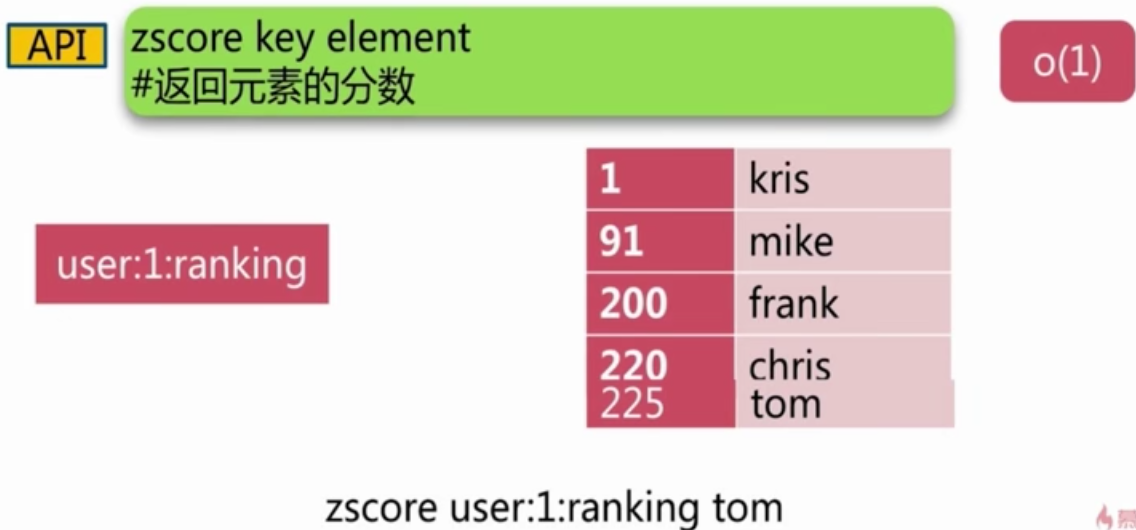 API
zscore key element
#返回元素的分数
o(1)
user:1:ranking
1 kris
91 mike
200 frank
220 chris
225 tom
zscore user:1:ranking tom